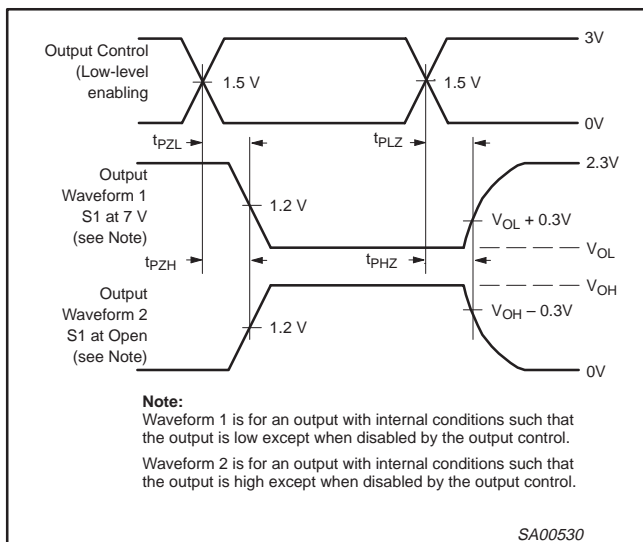 Output Control
(Low-level
enabling
3V
1.5 V
1.5 V
0V
tPZL
tPLZ
Output
Waveform 1
S1 at 7 V
(see Note)
2.3V
1.2 V
VOL + 0.3V
VOL
tPZH
tPHZ
VOH
Output
Waveform 2
S1 at Open
(see Note)
1.2 V
VOH – 0.3V
0V
Note:
Waveform 1 is for an output with internal conditions such that
the output is low except when disabled by the output control.
Waveform 2 is for an output with internal conditions such that
the output is high except when disabled by the output control.
SA00530